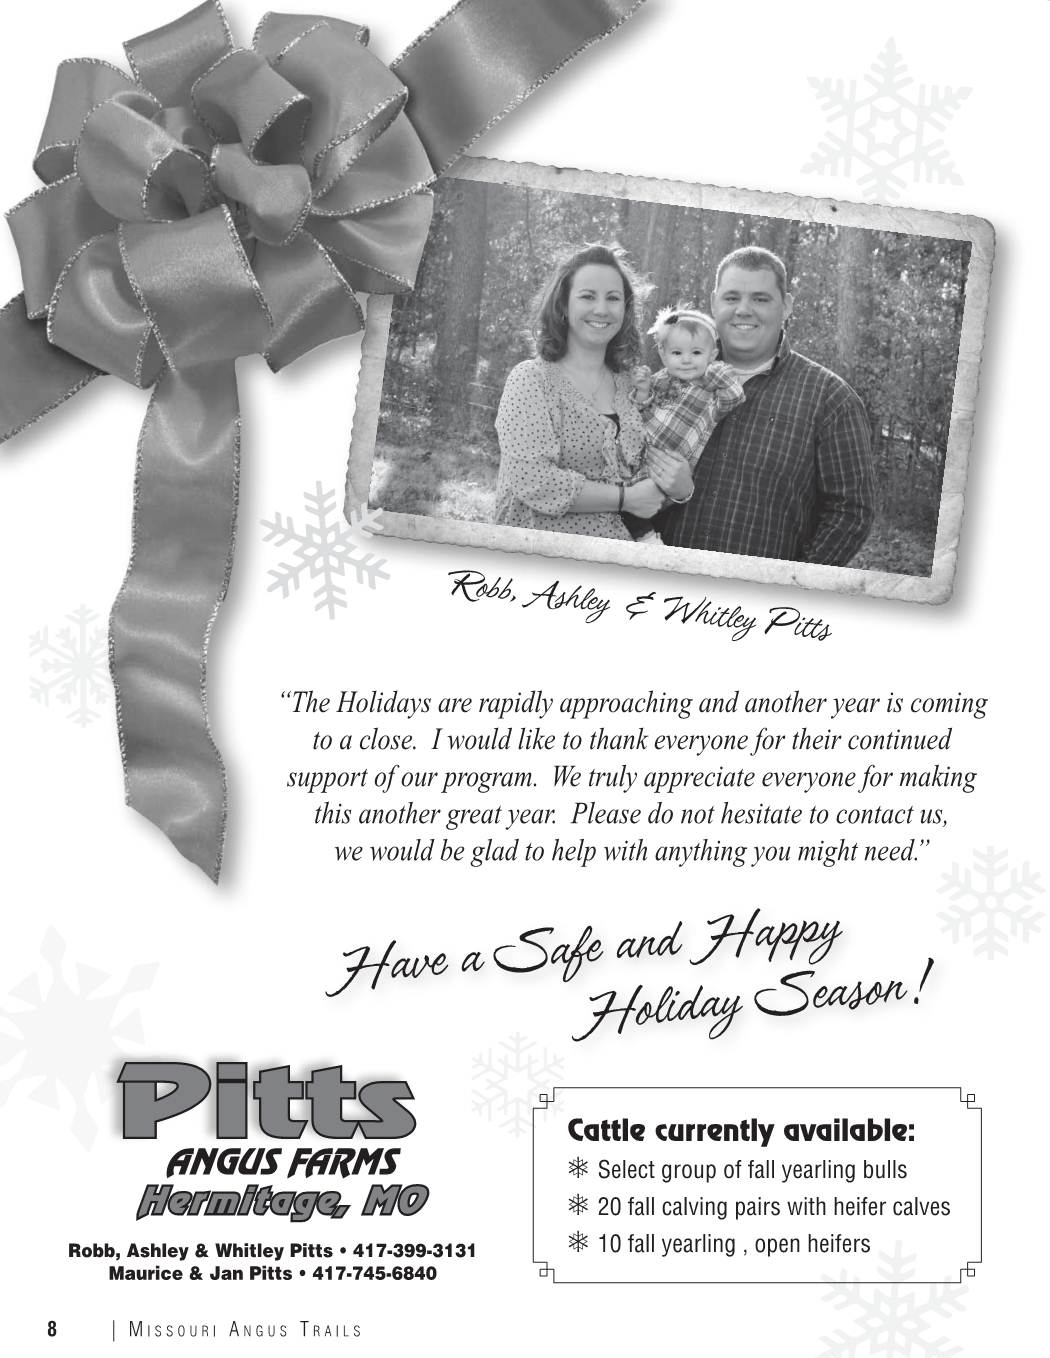 Robb, Ashley & Whitley Pitts
“The Holidays are rapidly approaching and another year is coming
to a close.  I would like to thank everyone for their continued
support of our program.  We truly appreciate everyone for making
this another great year.  Please do not hesitate to contact us,
we would be glad to help with anything you might need.”
Have a Safe and Happy
Holiday Season!
Pitts
ANGUS FARMS
Hermitage, MO
Robb, Ashley & Whitley Pitts • 417-399-3131
Maurice & Jan Pitts • 417-745-6840
Cattle currently available:
Select group of fall yearling bulls
20 fall calving pairs with heifer calves
10 fall yearling , open heifers
8 | MISSOURI ANGUS TRAILS